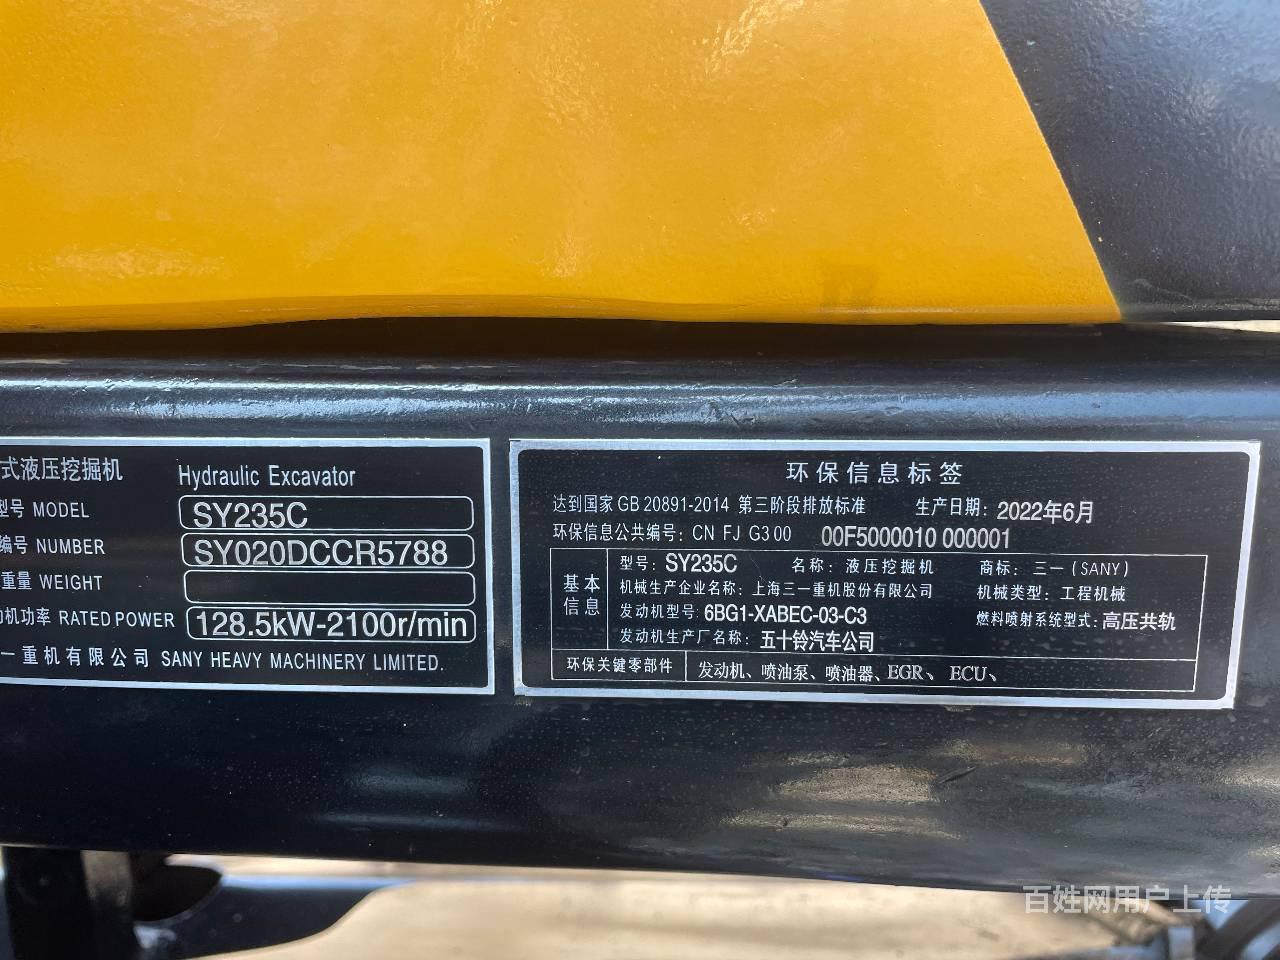 式液压挖掘机 Hydraulic Excavator
型号 MODEL SY235C
编号 NUMBER SY020DCCR5788
重量 WEIGHT
机功率 RATED POWER 128.5kW-2100r/min
一重机有限公司 SANY HEAVY MACHINERY LIMITED.
环保信息标签
达到国家 GB 20891-2014 第三阶段排放标准 生产日期: 2022年6月
环保信息公共编号: CN FJ G3 00 00F5000010 000001
基本信息
型号: SY235C 名称: 液压挖掘机 商标: 三一(SANY)
机械生产企业名称: 上海三一重机股份有限公司 机械类型: 工程机械
发动机型号: 6BG1-XABEC-03-C3 燃料喷射系统型式: 高压共轨
发动机生产厂名称: 五十铃汽车公司
环保关键零部件 发动机、喷油泵、喷油器、EGR、 ECU、
百姓网用户上传